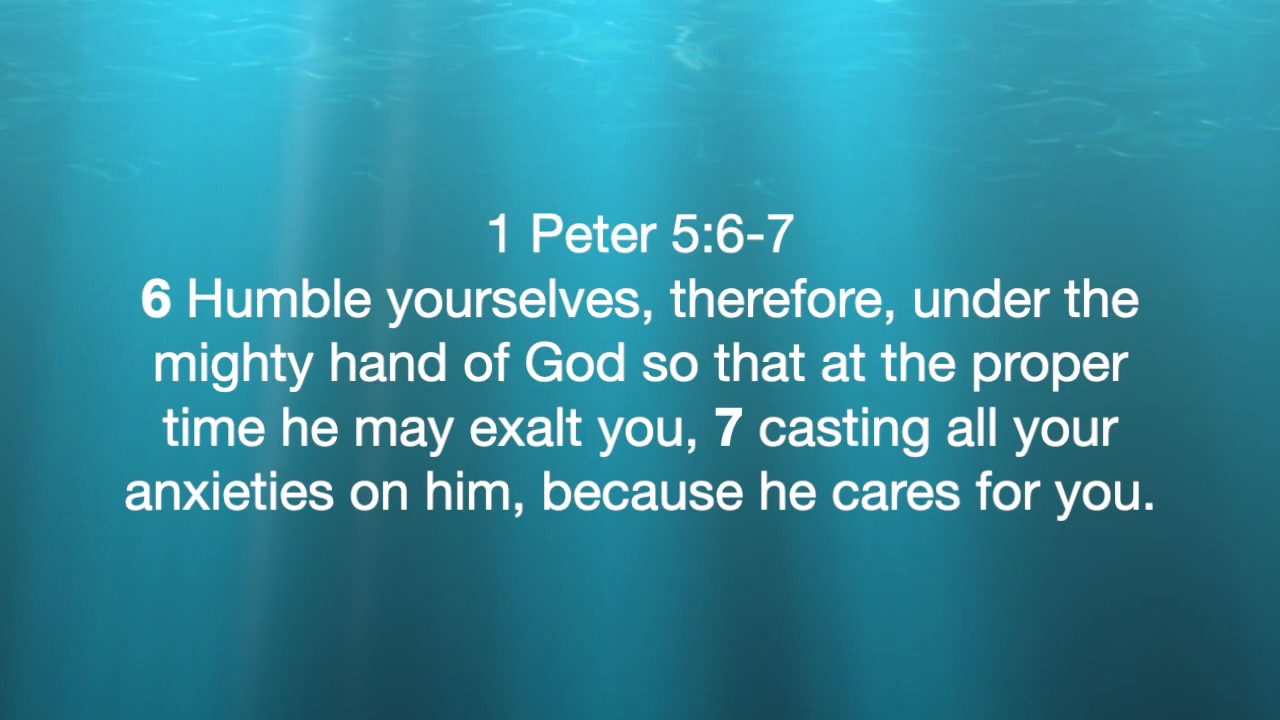 1 Peter 5:6-7
6 Humble yourselves, therefore, under the
mighty hand of God so that at the proper
time he may exalt you, 7 casting all your
anxieties on him, because he cares for you.